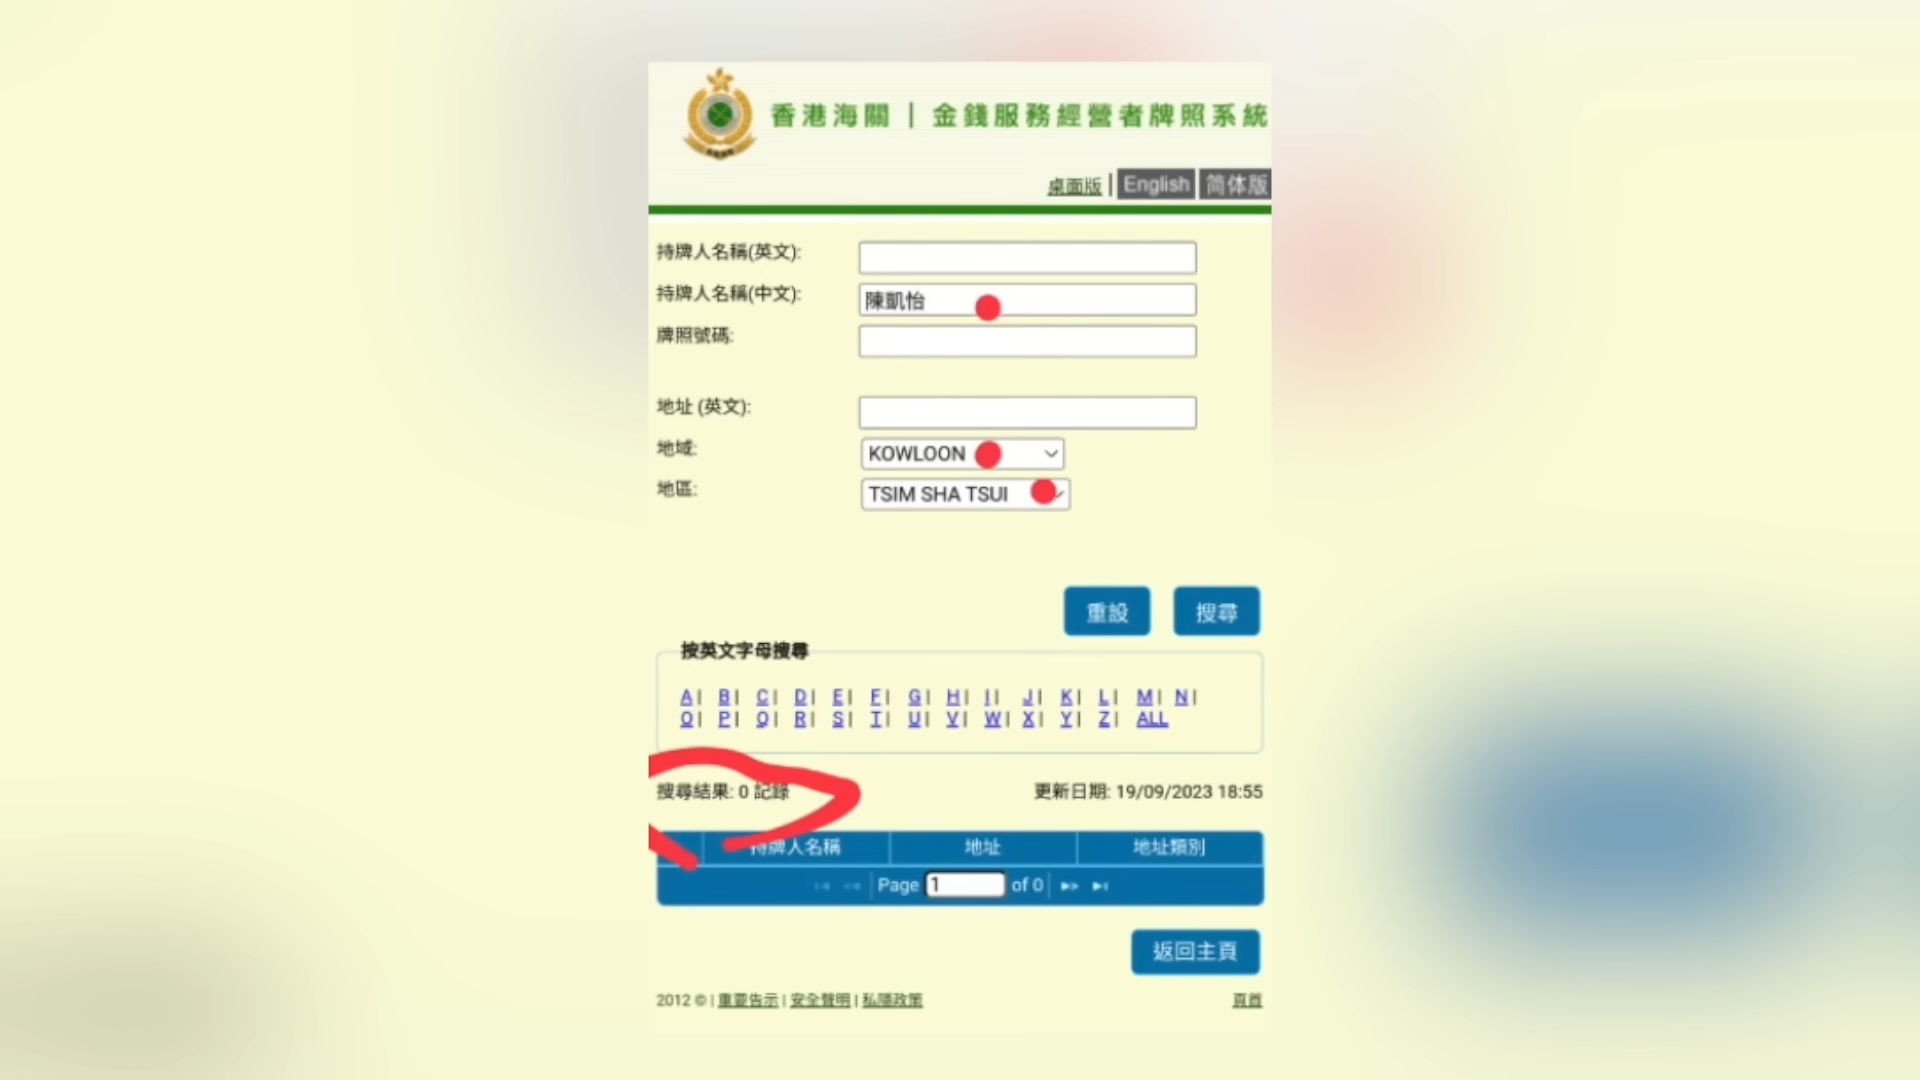 香港海關 | 金錢服務經營者牌照系統
桌面版 | English 简体版
持牌人名稱(英文):
持牌人名稱(中文): 陳凱怡
牌照號碼:
地址 (英文):
地域: KOWLOON
地區: TSIM SHA TSUI
重設 搜尋
按英文字母搜尋
A | B | C | D | E | F | G | H | I | J | K | L | M | N |
O | P | Q | R | S | T | U | V | W | X | Y | Z | ALL
搜尋結果: 0 記錄 更新日期: 19/09/2023 18:55
持牌人名稱 地址 地址類別
Page 1 of 0
返回主頁
2012 © | 重要告示 | 安全聲明 | 私隱政策 頁首